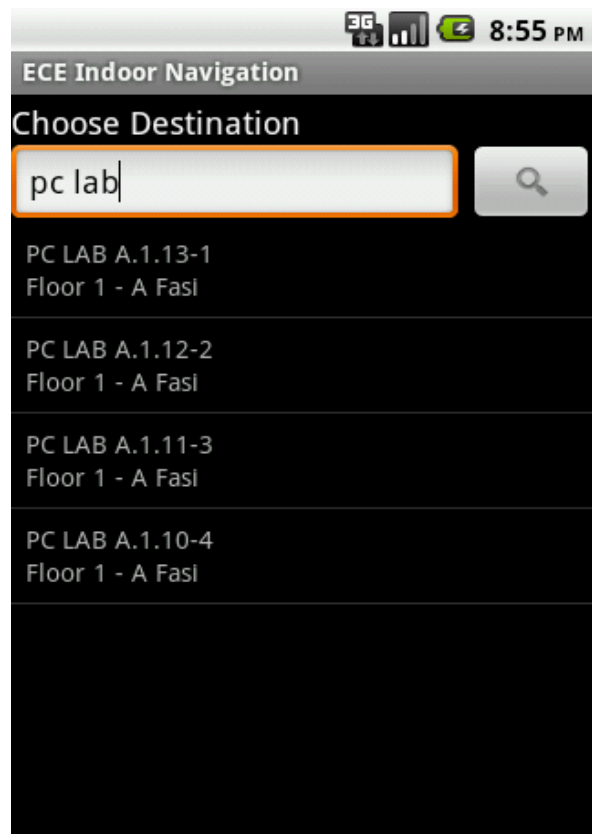 3G 8:55 PM
ECE Indoor Navigation
Choose Destination
pc lab
PC LAB A.1.13-1
Floor 1 - A Fasi
PC LAB A.1.12-2
Floor 1 - A Fasi
PC LAB A.1.11-3
Floor 1 - A Fasi
PC LAB A.1.10-4
Floor 1 - A Fasi